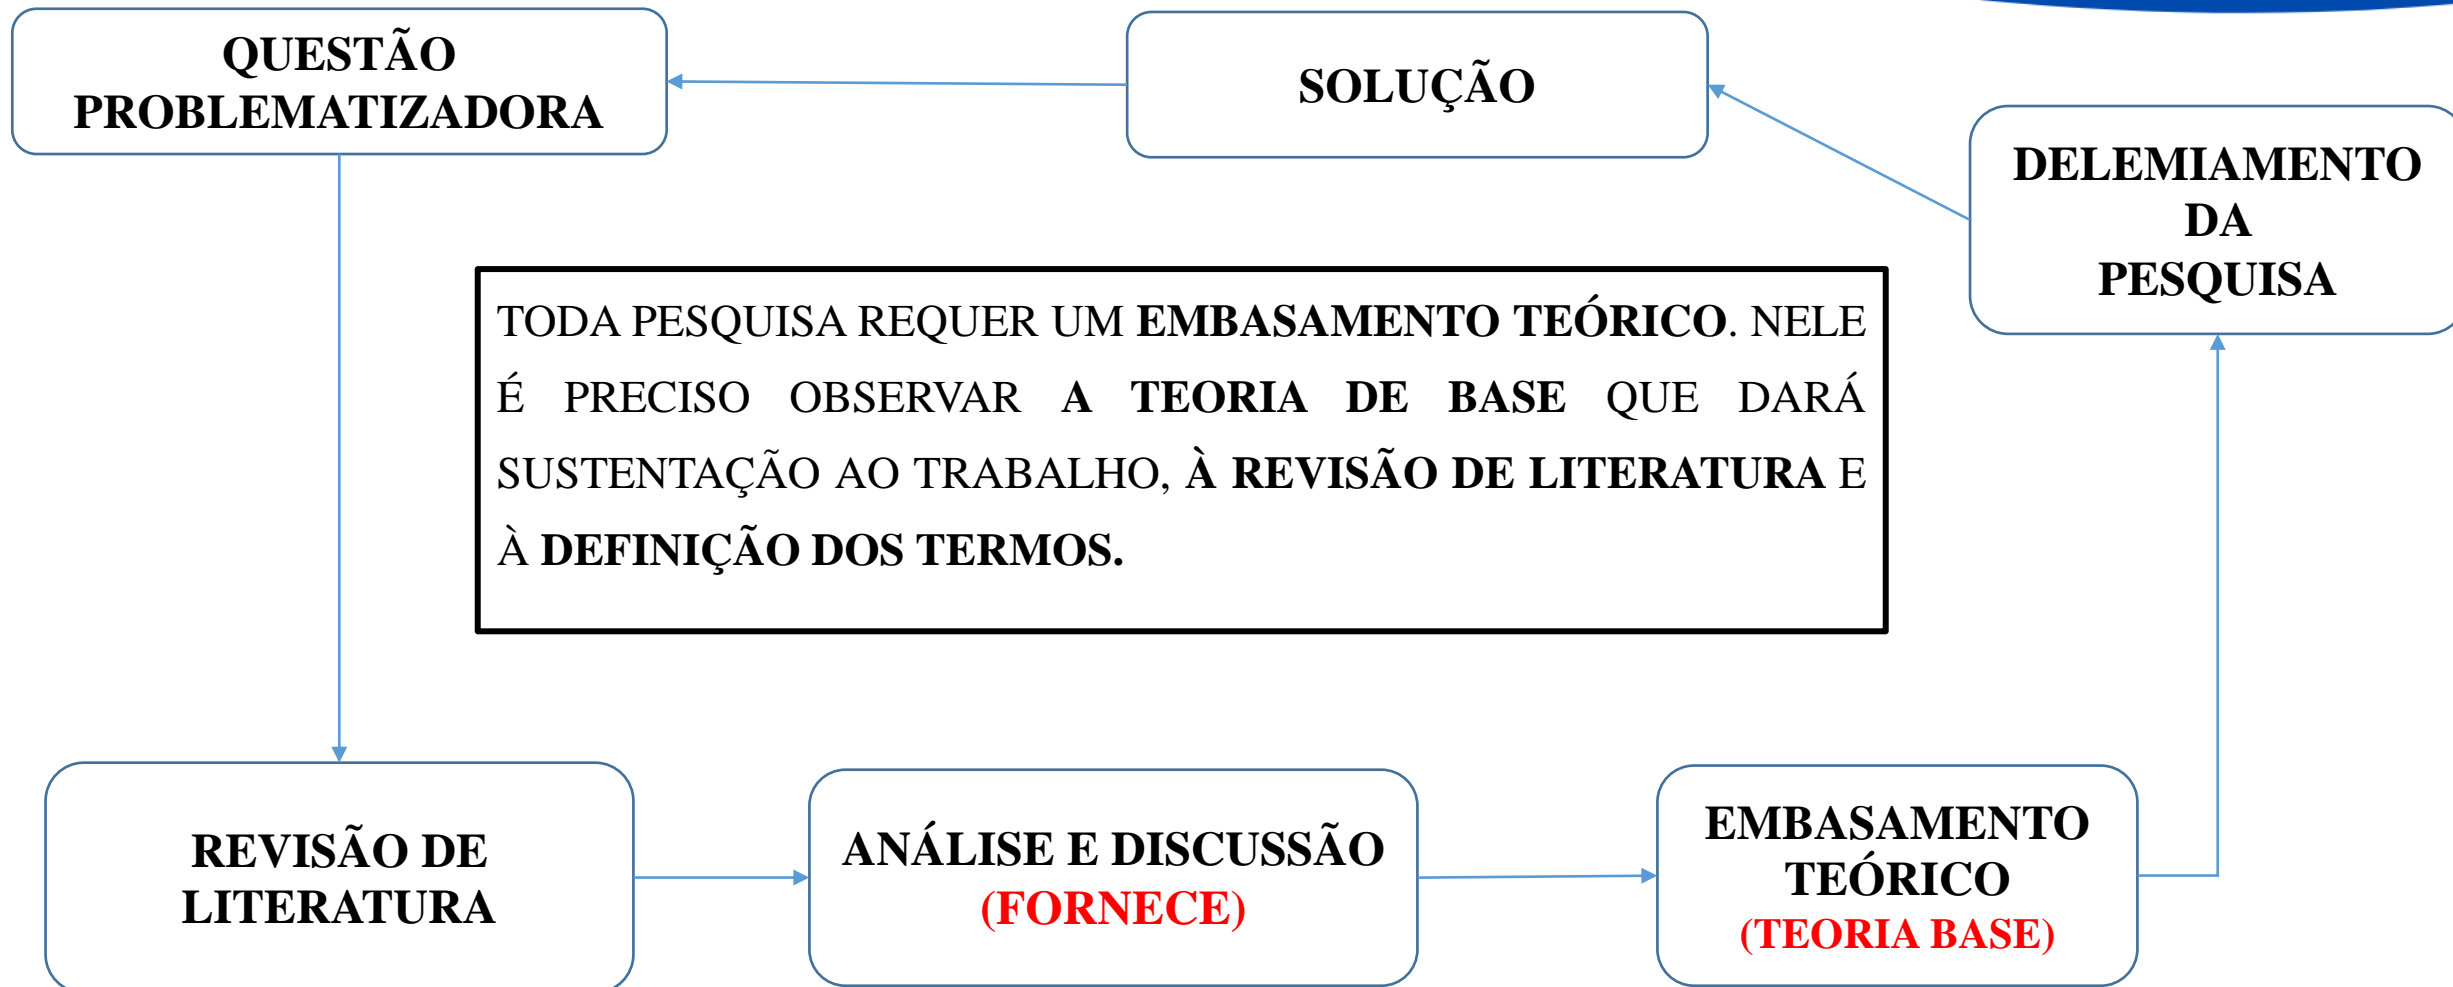 QUESTÃO
PROBLEMATIZADORA
SOLUÇÃO
DELEMIAMENTO
DA
PESQUISA
TODA PESQUISA REQUER UM EMBASAMENTO TEÓRICO. NELE
É PRECISO OBSERVAR A TEORIA DE BASE QUE DARÁ
SUSTENTAÇÃO AO TRABALHO, À REVISÃO DE LITERATURA E
À DEFINIÇÃO DOS TERMOS.
REVISÃO DE
LITERATURA
ANÁLISE E DISCUSSÃO
(FORNECE)
EMBASAMENTO
TEÓRICO
(TEORIA BASE)